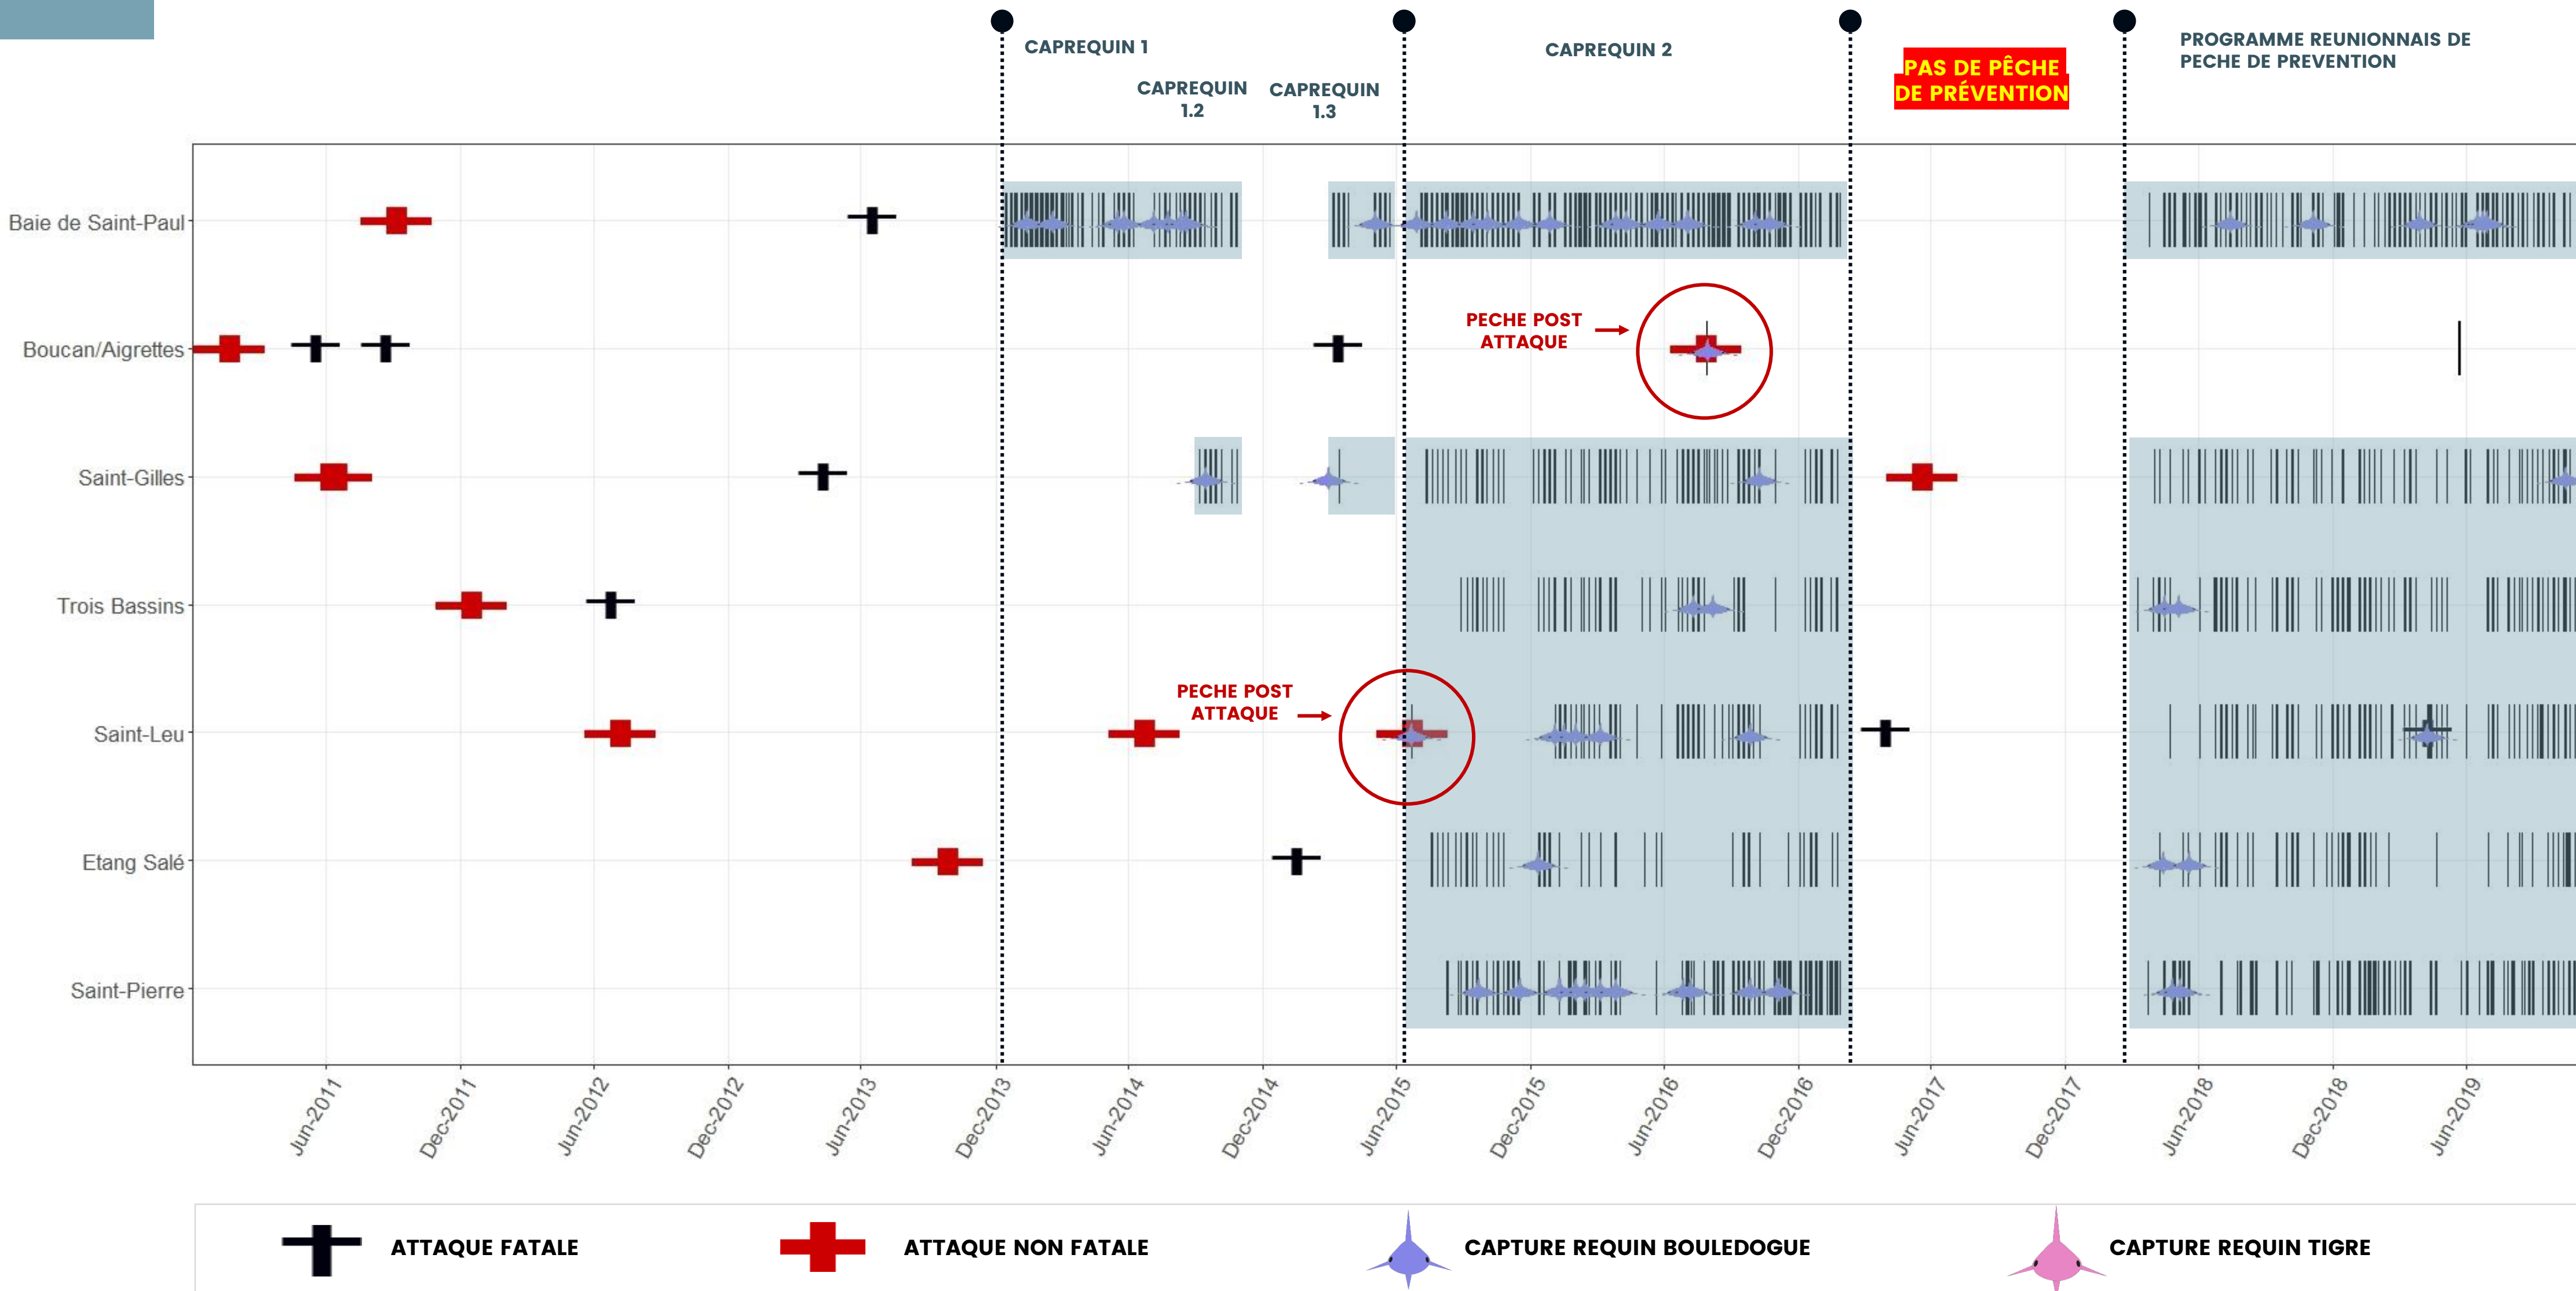 CAPREQUIN 1
CAPREQUIN
1.2
CAPREQUIN
1.3
CAPREQUIN 2
PAS DE PÊCHE
DE PRÉVENTION
PROGRAMME REUNIONNAIS DE
PECHE DE PREVENTION
Baie de Saint-Paul
Boucan/Aigrettes
PECHE POST
ATTAQUE
Saint-Gilles
Trois Bassins
Saint-Leu
PECHE POST
ATTAQUE
Etang Salé
Saint-Pierre
Jun-2011
Dec-2011
Jun-2012
Dec-2012
Jun-2013
Dec-2013
Jun-2014
Dec-2014
Jun-2015
Dec-2015
Jun-2016
Dec-2016
Jun-2017
Dec-2017
Jun-2018
Dec-2018
Jun-2019
ATTAQUE FATALE
ATTAQUE NON FATALE
CAPTURE REQUIN BOULEDOGUE
CAPTURE REQUIN TIGRE